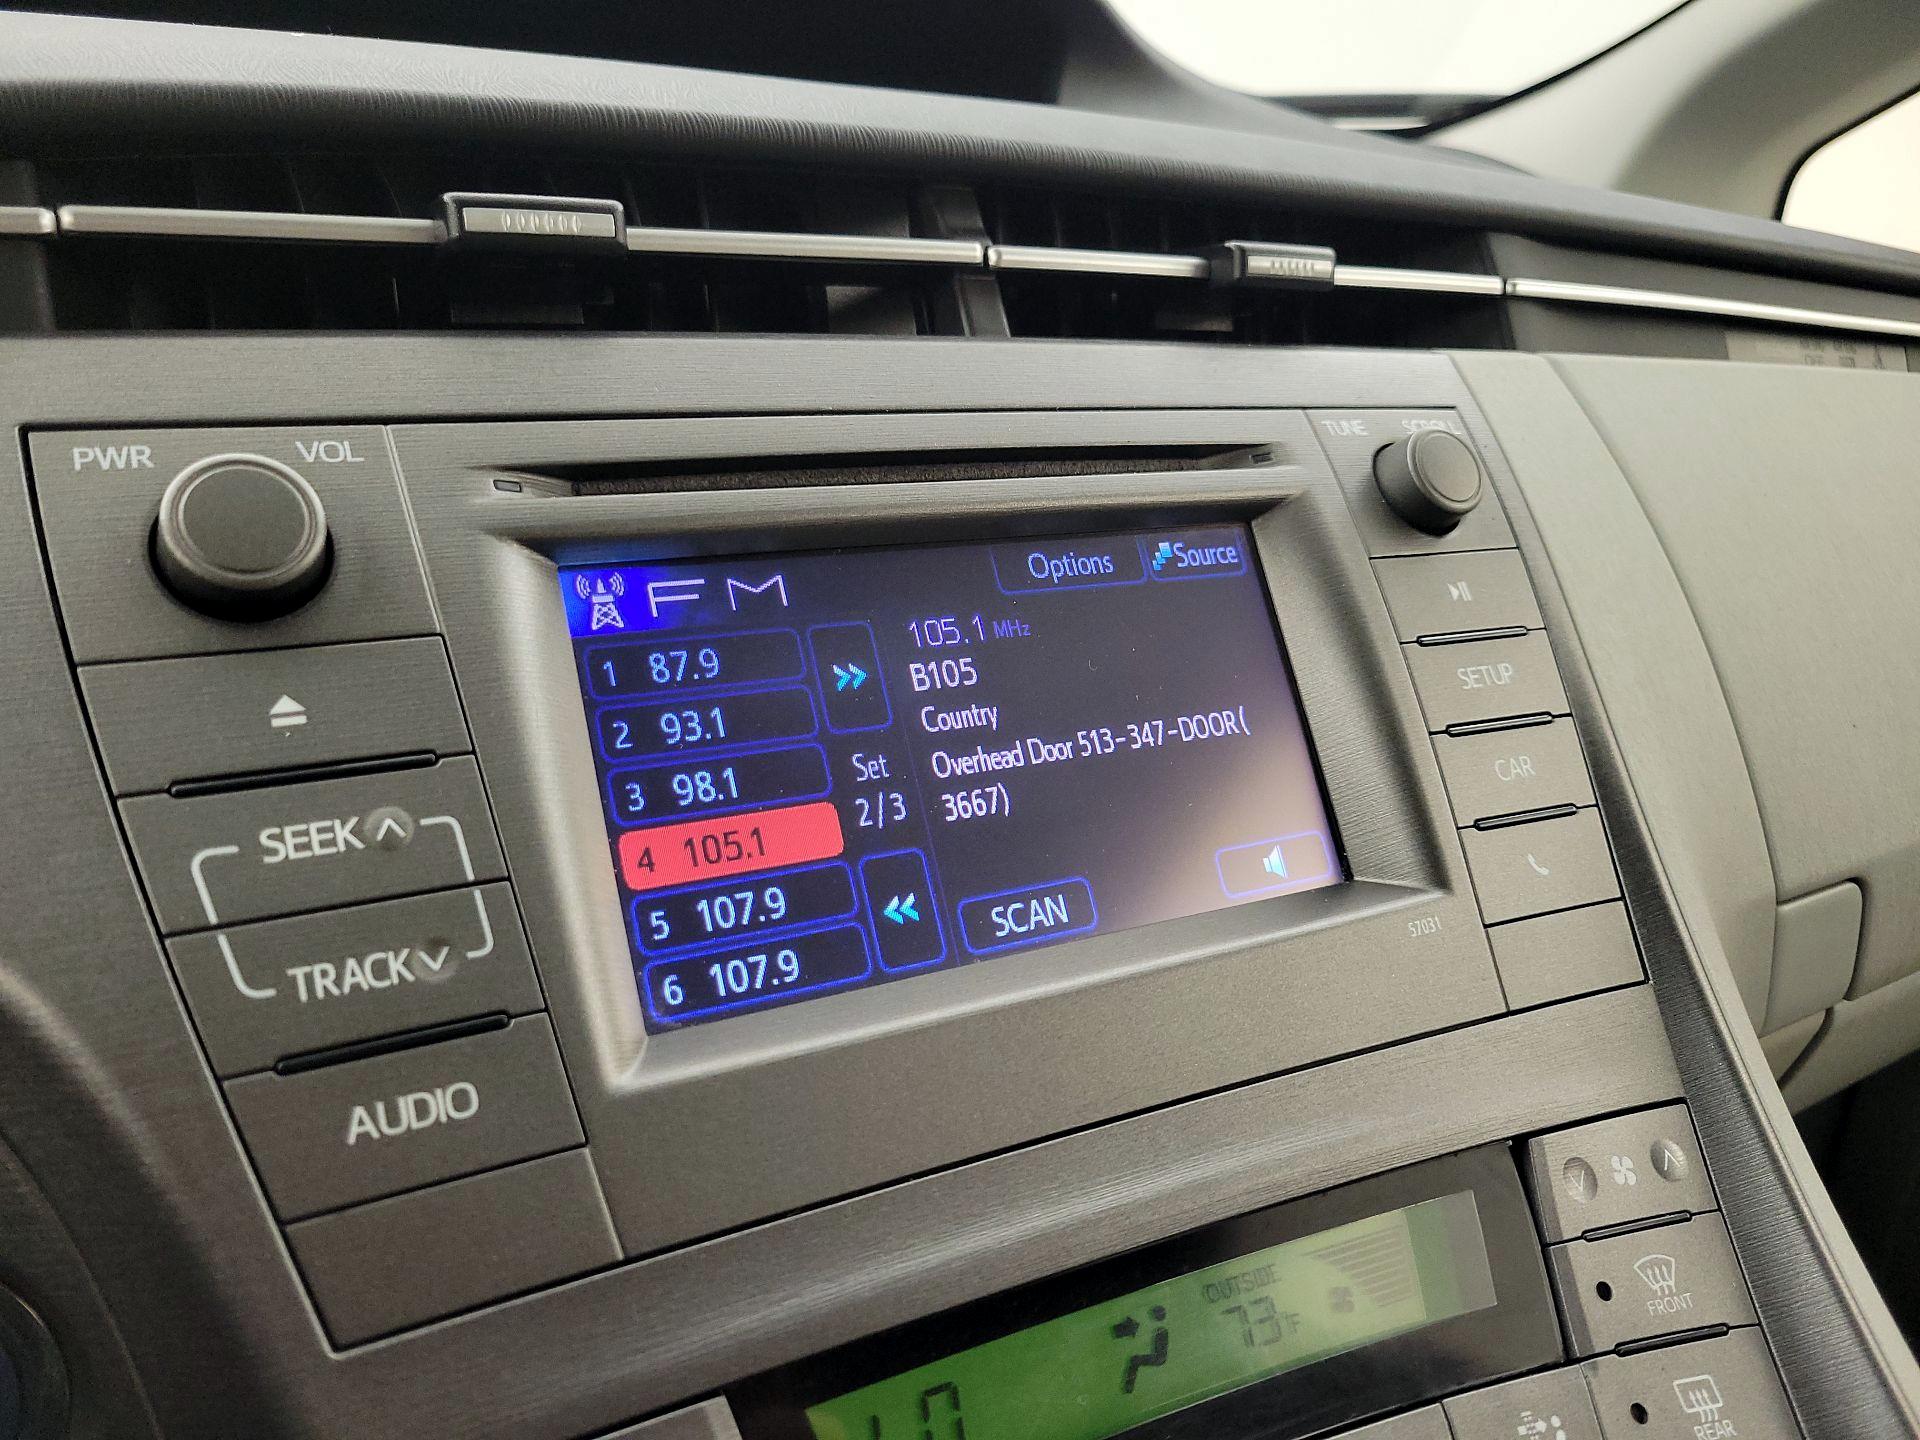 PWR
VOL
TUNE
SCROLL
FM
Options
Source
1 87.9
2 93.1
3 98.1
4 105.1
5 107.9
6 107.9
Set
2/3
105.1 MHz
B105
Country
Overhead Door 513-347-DOOR(
3667)
SCAN
SEEK
TRACK
AUDIO
SETUP
CAR
57031
OUTSIDE
73°F
FRONT
REAR